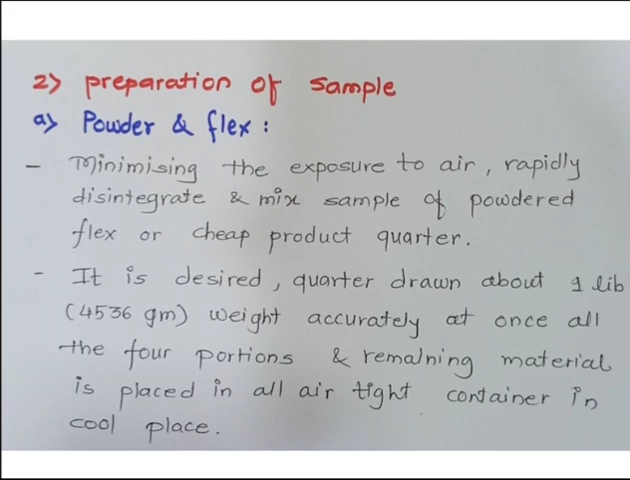 2) preparation of sample
a) Powder & flex :
- Minimising the exposure to air, rapidly
disintegrate & mix sample of powdered
flex or cheap product quarter.
- It is desired, quarter drawn about 1 lib
(4536 gm) weight accurately at once all
the four portions & remaining material
is placed in all air tight container in
cool place.